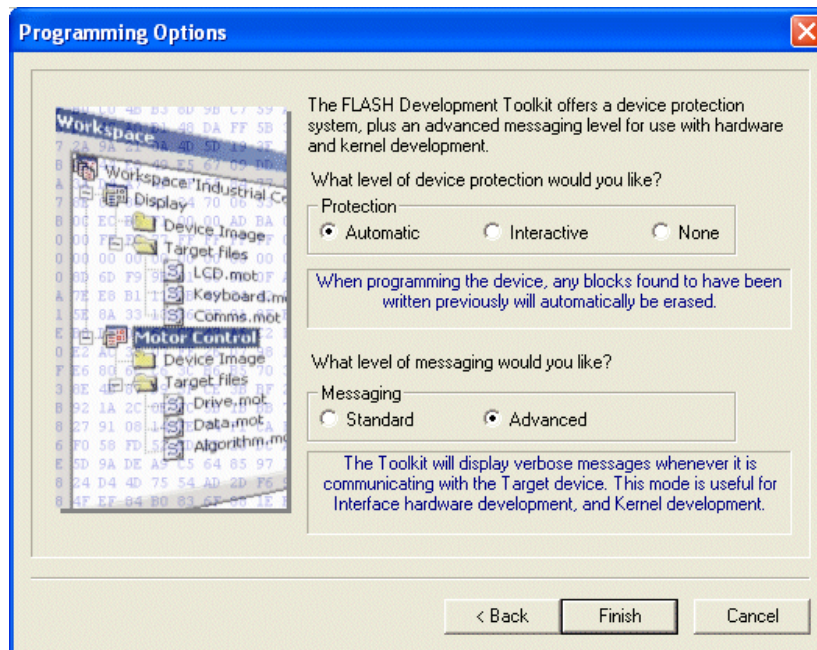 Programming Options
The FLASH Development Toolkit offers a device protection
system, plus an advanced messaging level for use with hardware
and kernel development.
What level of device protection would you like?
Protection
Automatic
Interactive
None
When programming the device, any blocks found to have been
written previously will automatically be erased.
What level of messaging would you like?
Messaging
Standard
Advanced
The Toolkit will display verbose messages whenever it is
communicating with the Target device. This mode is useful for
Interface hardware development, and Kernel development.
Workspace
Workspace "Industrial
Display
Device Image
Target files
LCD.mot
Keyboard.m
Comms.mot
Motor Control
Device Image
Target files
Drive.mot
Data.mot
Algorithm.m
< Back
Finish
Cancel